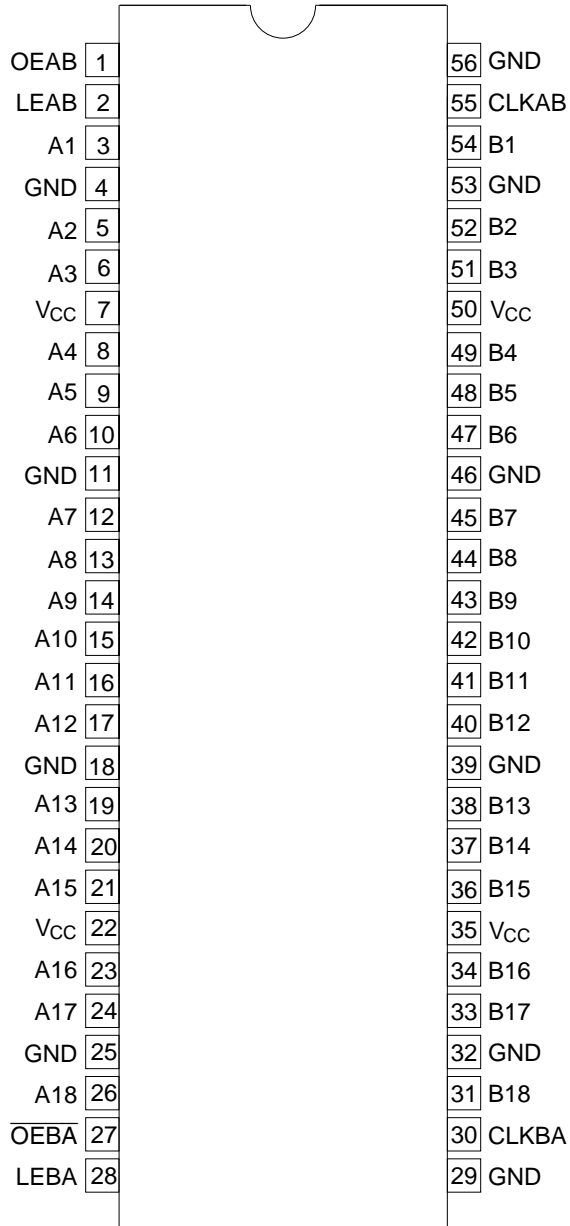 OEAB 1 56 GND
LEAB 2 55 CLKAB
A1 3 54 B1
GND 4 53 GND
A2 5 52 B2
A3 6 51 B3
VCC 7 50 VCC
A4 8 49 B4
A5 9 48 B5
A6 10 47 B6
GND 11 46 GND
A7 12 45 B7
A8 13 44 B8
A9 14 43 B9
A10 15 42 B10
A11 16 41 B11
A12 17 40 B12
GND 18 39 GND
A13 19 38 B13
A14 20 37 B14
A15 21 36 B15
VCC 22 35 VCC
A16 23 34 B16
A17 24 33 B17
GND 25 32 GND
A18 26 31 B18
O̅E̅B̅A̅ 27 30 CLKBA
LEBA 28 29 GND